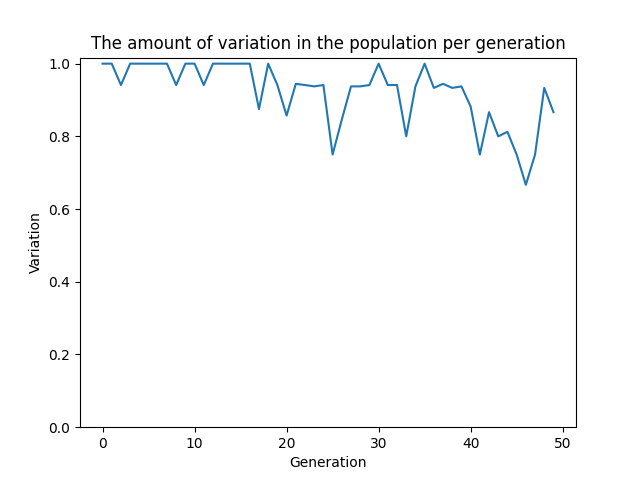 The amount of variation in the population per generation
1.0
0.8
0.6
0.4
0.2
0.0
Variation
0 10 20 30 40 50
Generation